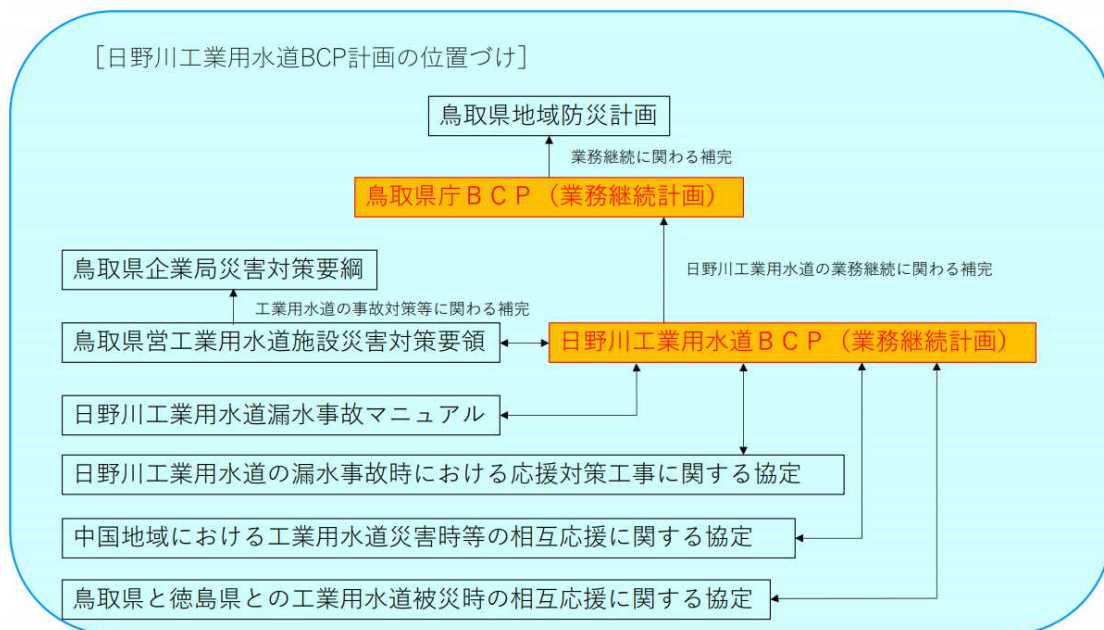 [日野川工業用水道BCP計画の位置づけ]
鳥取県地域防災計画
業務継続に関わる補完
鳥取県庁ＢＣＰ（業務継続計画）
鳥取県企業局災害対策要綱
日野川工業用水道の業務継続に関わる補完
工業用水道の事故対策等に関わる補完
鳥取県営工業用水道施設災害対策要領
日野川工業用水道ＢＣＰ（業務継続計画）
日野川工業用水道漏水事故マニュアル
日野川工業用水道の漏水事故時における応援対策工事に関する協定
中国地域における工業用水道災害時等の相互応援に関する協定
鳥取県と徳島県との工業用水道被災時の相互応援に関する協定